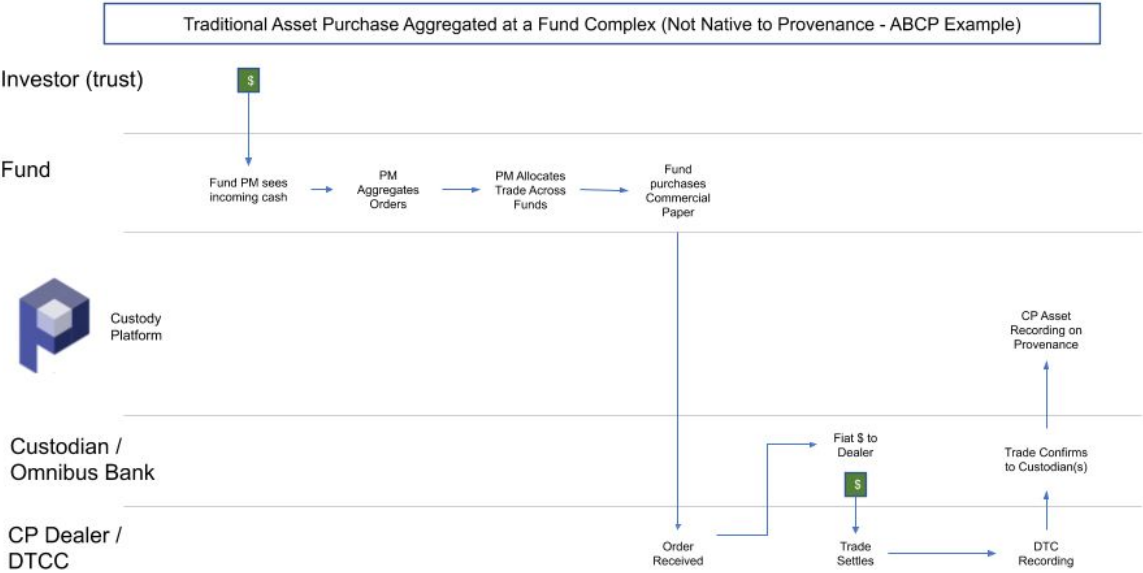 Traditional Asset Purchase Aggregated at a Fund Complex (Not Native to Provenance - ABCP Example)
Investor (trust)
$
Fund
Fund PM sees
incoming cash
PM
Aggregates
Orders
PM Allocates
Trade Across
Funds
Fund
purchases
Commercial
Paper
Custody
Platform
CP Asset
Recording on
Provenance
Custodian /
Omnibus Bank
Fiat $ to
Dealer
$
Trade Confirms
to Custodian(s)
CP Dealer /
DTCC
Order
Received
Trade
Settles
DTC
Recording